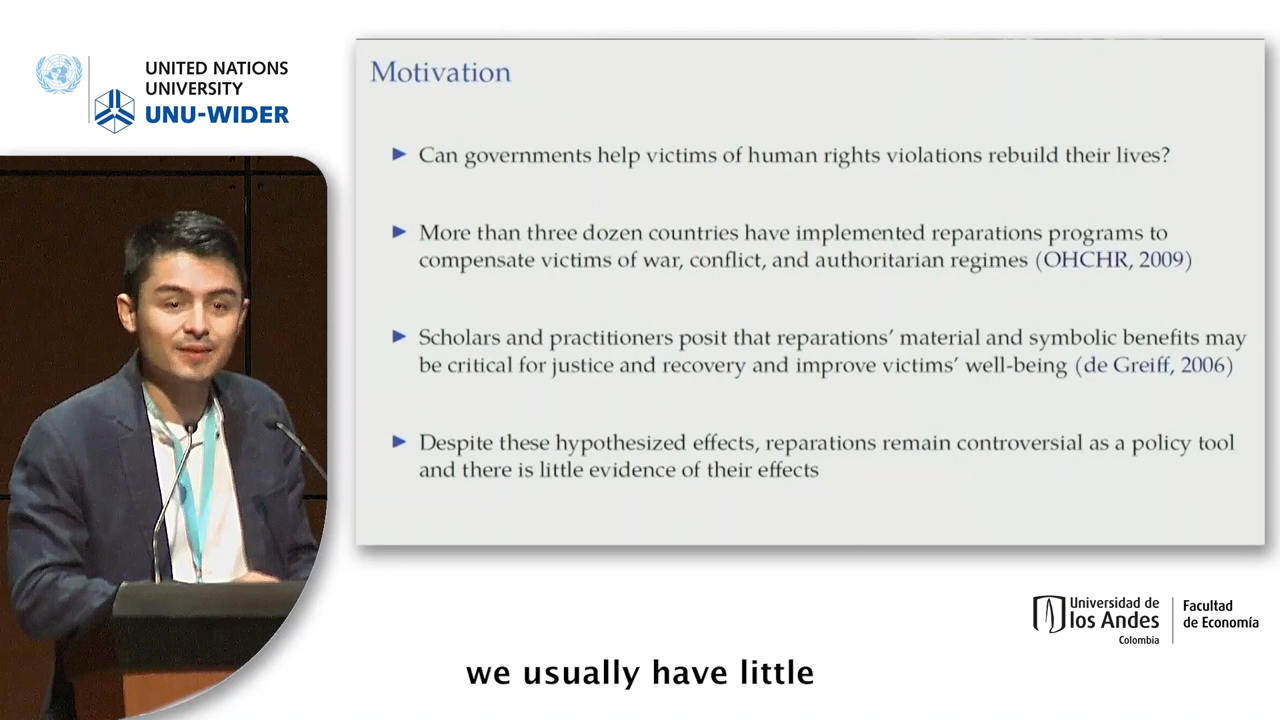 UNITED NATIONS
UNIVERSITY
UNU-WIDER
Motivation
Can governments help victims of human rights violations rebuild their lives?
More than three dozen countries have implemented reparations programs to
compensate victims of war, conflict, and authoritarian regimes (OHCHR, 2009)
Scholars and practitioners posit that reparations' material and symbolic benefits may
be critical for justice and recovery and improve victims' well-being (de Greiff, 2006)
Despite these hypothesized effects, reparations remain controversial as a policy tool
and there is little evidence of their effects
Universidad de
los Andes
Colombia
Facultad
de Economía
we usually have little